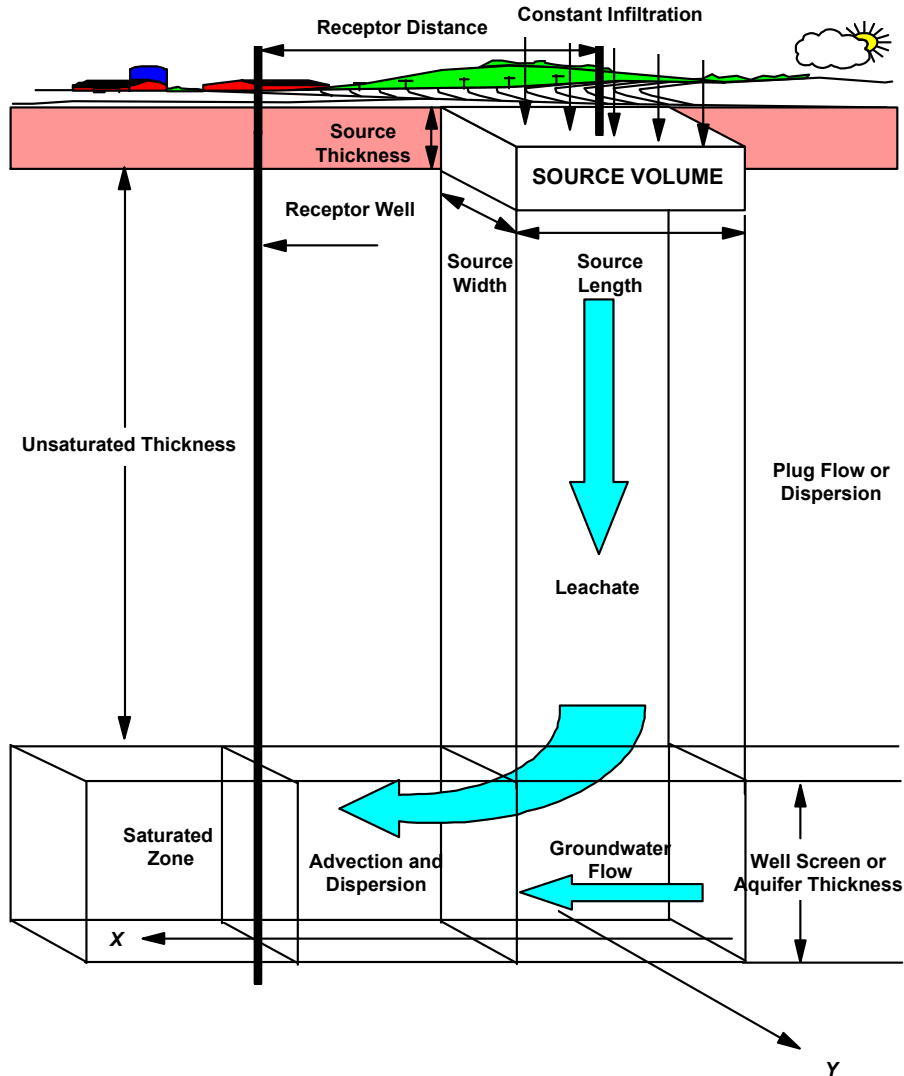 Receptor Distance
Constant Infiltration
Source
Thickness
SOURCE VOLUME
Receptor Well
Source
Width
Source
Length
Unsaturated Thickness
Plug Flow or
Dispersion
Leachate
Saturated
Zone
Advection and
Dispersion
Groundwater
Flow
Well Screen or
Aquifer Thickness
X
Y